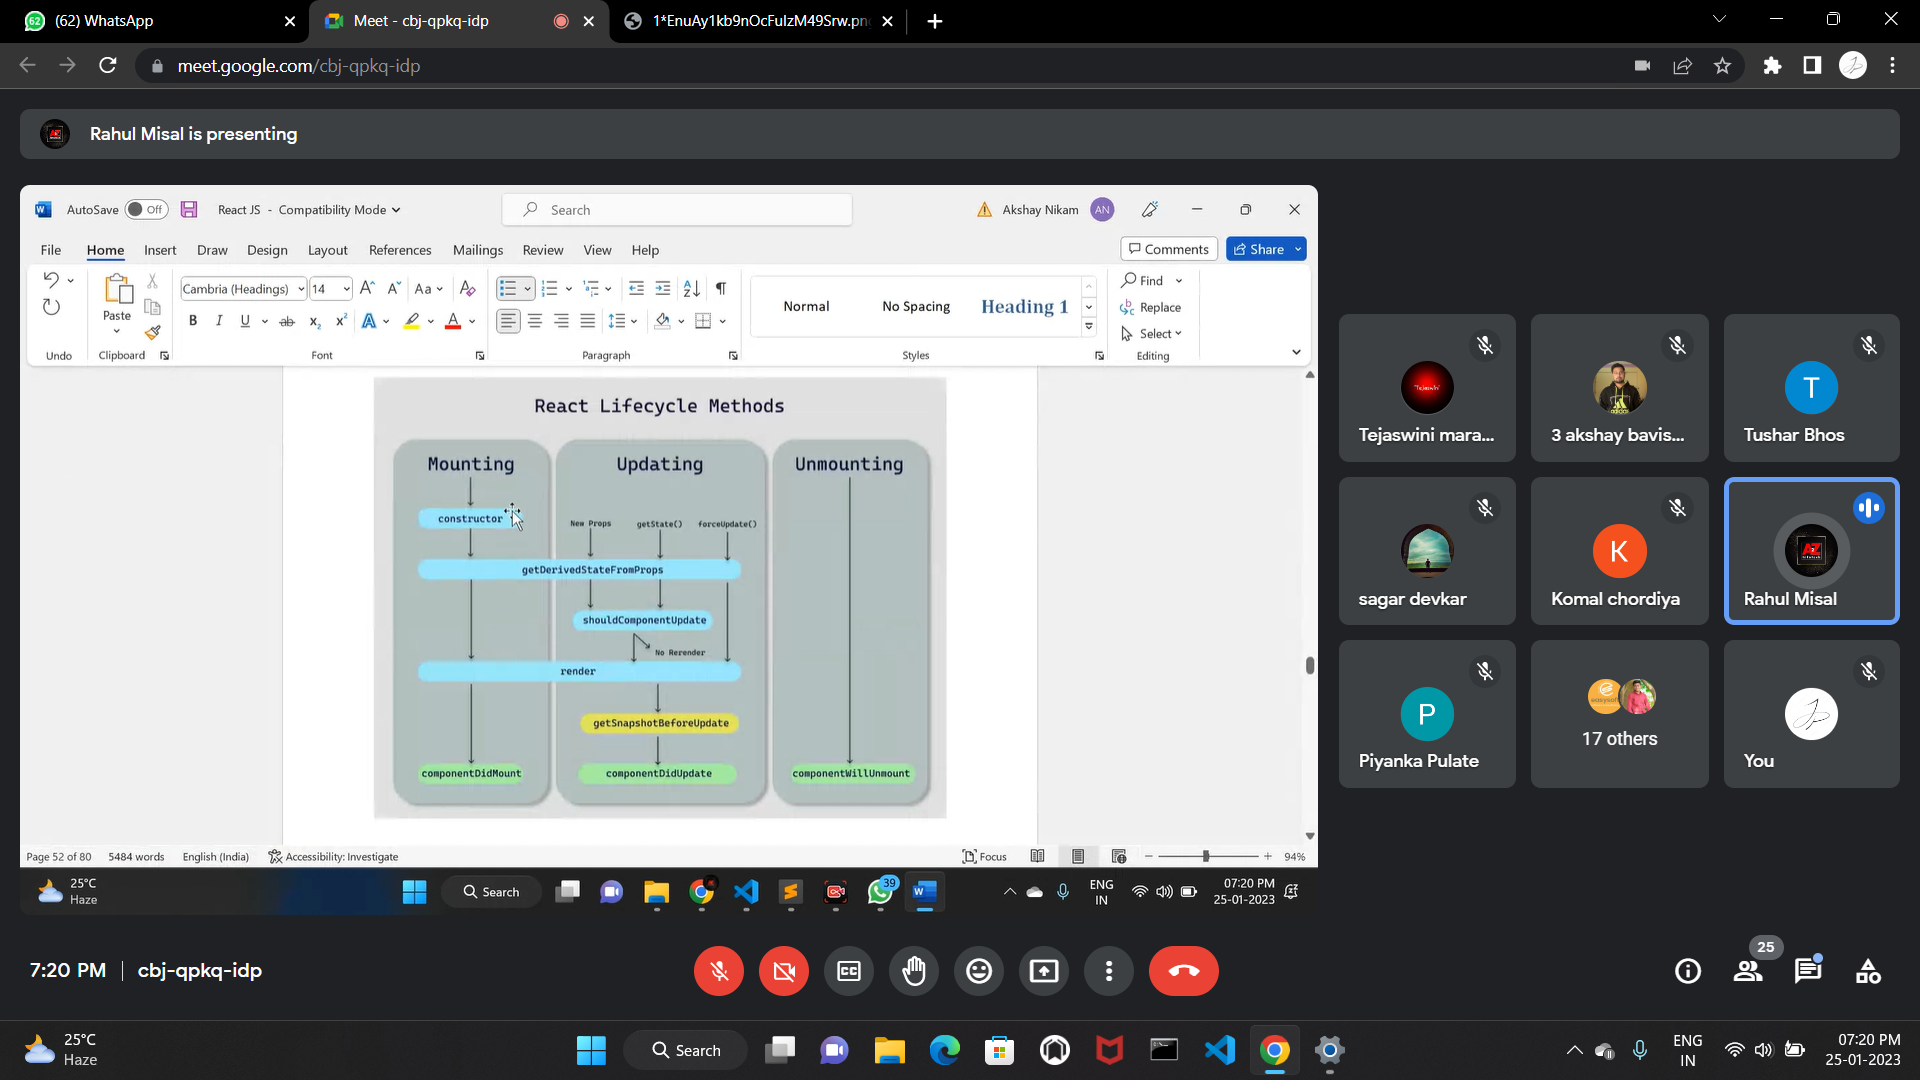 (62) WhatsApp
Meet - cbj-qpkq-idp
1*EnuAy1kb9nOcFulzM49Srw.pn
meet.google.com/cbj-qpkq-idp
Rahul Misal is presenting
AutoSave Off React JS - Compatibility Mode Search Akshay Nikam AN
File Home Insert Draw Design Layout References Mailings Review View Help Comments Share
Cambria (Headings) 14
Paste
Normal No Spacing Heading 1
Find
Replace
Select
Undo Clipboard Font Paragraph Styles Editing
React Lifecycle Methods
Mounting Updating Unmounting
constructor
New Props getState() forceUpdate()
getDerivedStateFromProps
shouldComponentUpdate
No Rerender
render
getSnapshotBeforeUpdate
componentDidMount componentDidUpdate componentWillUnmount
Page 52 of 80 5484 words English (India) Accessibility: Investigate Focus 94%
25°C
Haze
Search
39
ENG
IN
07:20 PM
25-01-2023
Tejaswini mara...
3 akshay bavis...
T
Tushar Bhos
sagar devkar
K
Komal chordiya
Rahul Misal
P
Piyanka Pulate
17 others
You
7:20 PM | cbj-qpkq-idp
25
25°C
Haze
Search
ENG
IN
07:20 PM
25-01-2023